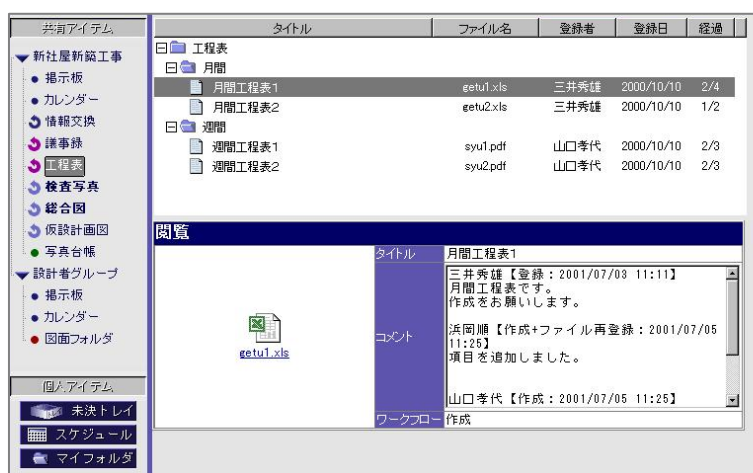 共有アイテム
新社屋新築工事
掲示板
カレンダー
情報交換
議事録
工程表
検査写真
総合図
仮設計画図
写真台帳
設計者グループ
掲示板
カレンダー
図面フォルダ
個人アイテム
未決トレイ
スケジュール
マイフォルダ
タイトル ファイル名 登録者 登録日 経過
工程表
月間
月間工程表1 getu1.xls 三井秀雄 2000/10/10 2/4
月間工程表2 getu2.xls 三井秀雄 2000/10/10 1/2
週間
週間工程表1 syu1.pdf 山口孝代 2000/10/10 2/3
週間工程表2 syu2.pdf 山口孝代 2000/10/10 2/3
閲覧
getu1.xls
タイトル 月間工程表1
コメント
三井秀雄【登録：2001/07/03 11:11】
月間工程表です。
作成をお願いします。
浜岡順【作成+ファイル再登録：2001/07/05
11:25】
項目を追加しました。
山口孝代【作成：2001/07/05 11:25】
ワークフロー 作成